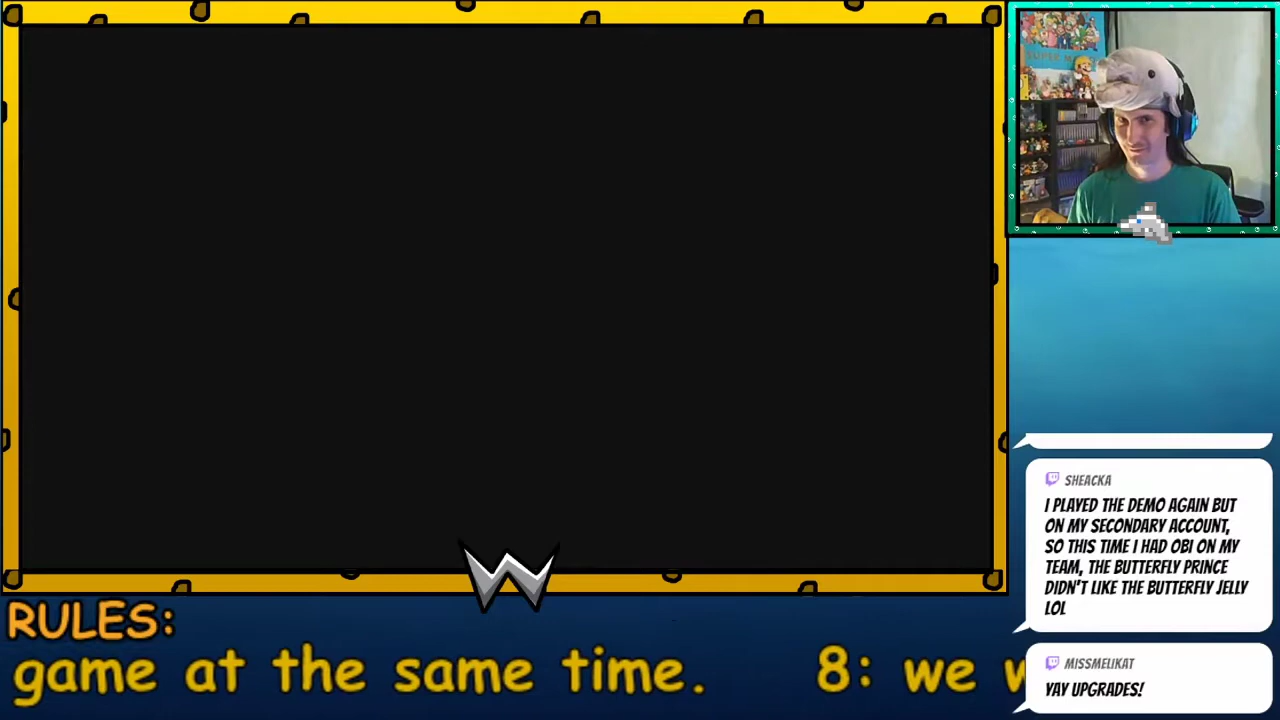 SUPER M
SHEACKA
I PLAYED THE DEMO AGAIN BUT
ON MY SECONDARY ACCOUNT,
SO THIS TIME I HAD OBI ON MY
TEAM, THE BUTTERFLY PRINCE
DIDN'T LIKE THE BUTTERFLY JELLY
LOL
MISSMELIKAT
YAY UPGRADES!
W
RULES:
game at the same time. 8: we w